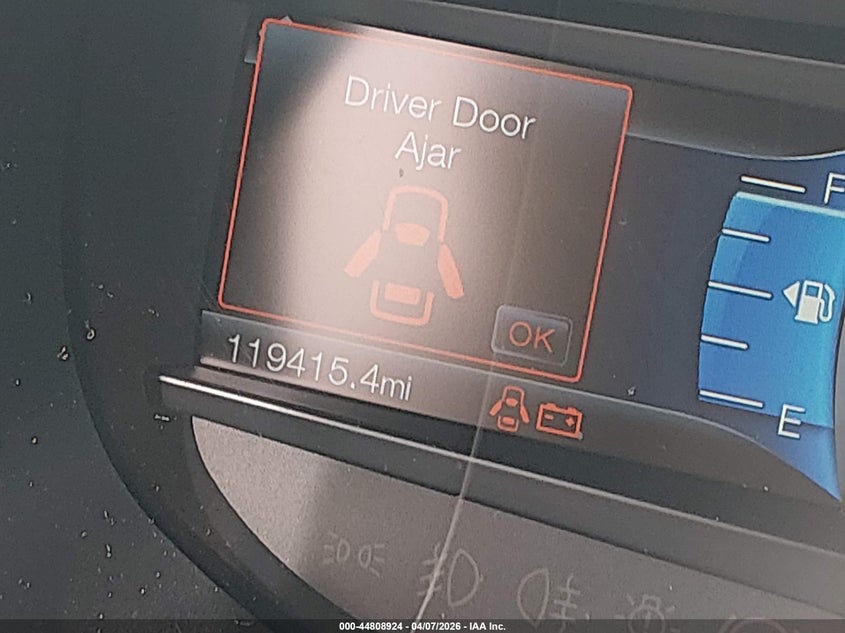 Driver Door
Ajar
OK
119415.4mi
F
E
000-44808924 - 04/07/2026 - IAA Inc.